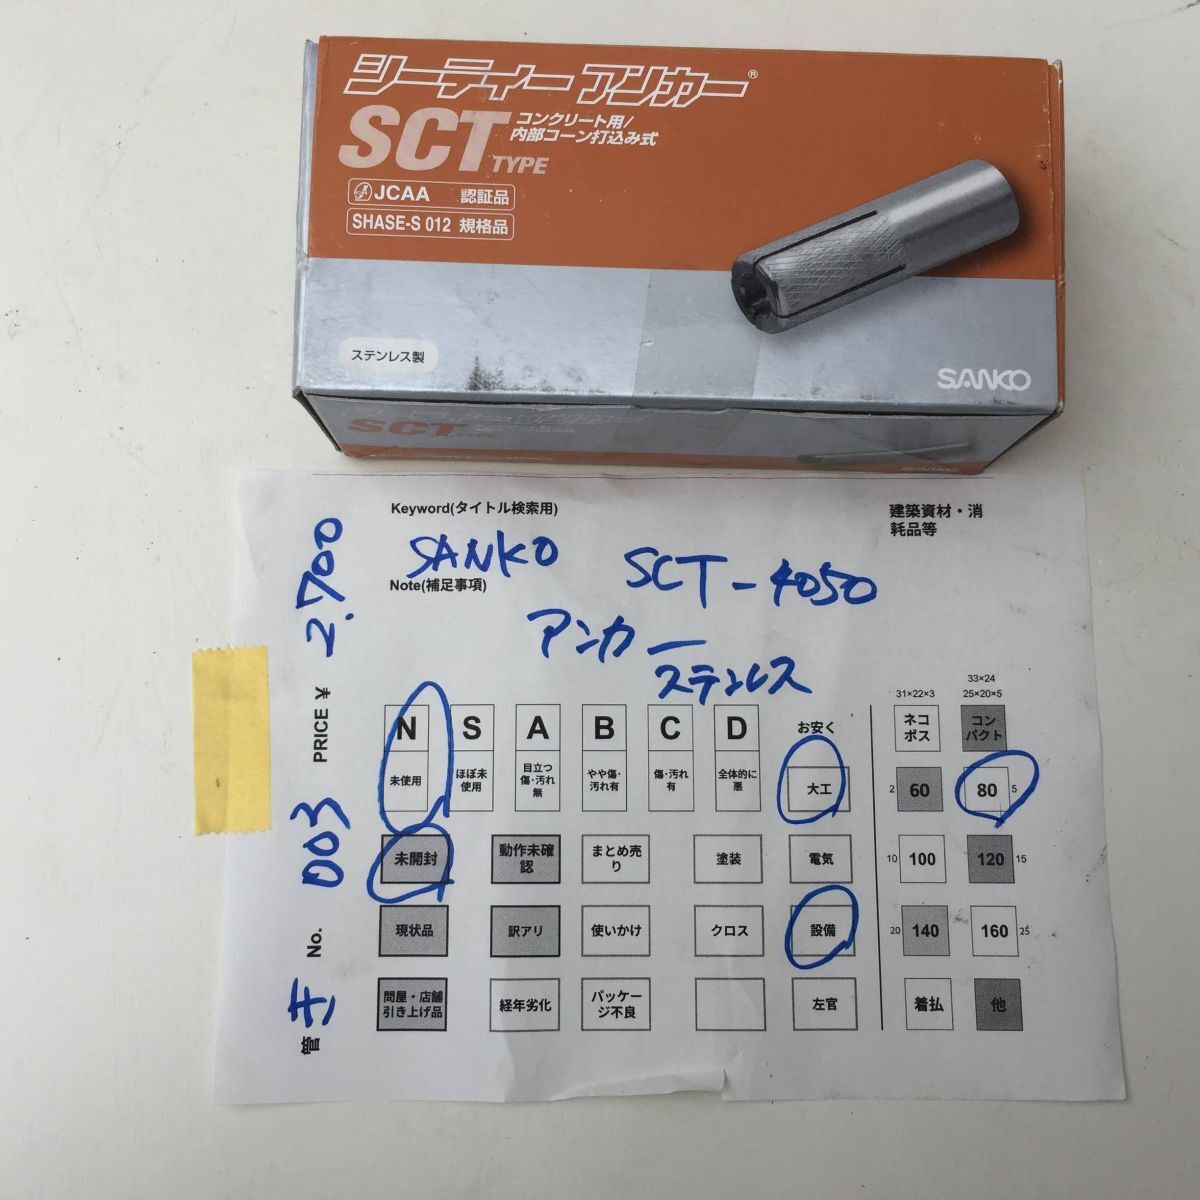 シーティーアンカー®
SCT TYPE
コンクリート用/
内部コーン打込み式
JCAA 認証品
SHASE-S 012 規格品
ステンレス製
SANKO
SCT TYPE
SANKO
Keyword(タイトル検索用)
建築資材・消
耗品等
SANKO SCT-4050
Note(補足事項)
アンカー
ステンレス
PRICE ¥ 2.700
No. 003
管
N
未使用
S
ほぼ未
使用
A
目立つ
傷・汚れ
無
B
やや傷・
汚れ有
C
傷・汚れ
有
D
全体的に
悪
お安く
大工
31×22×3
ネコ
ポス
33×24
25×20×5
コン
パクト
2 60
80 5
未開封
動作未確
認
まとめ売
り
塗装
電気
10 100
120 15
現状品
訳アリ
使いかけ
クロス
設備
20 140
160 25
問屋・店舗
引き上げ品
経年劣化
パッケー
ジ不良
左官
着払
他